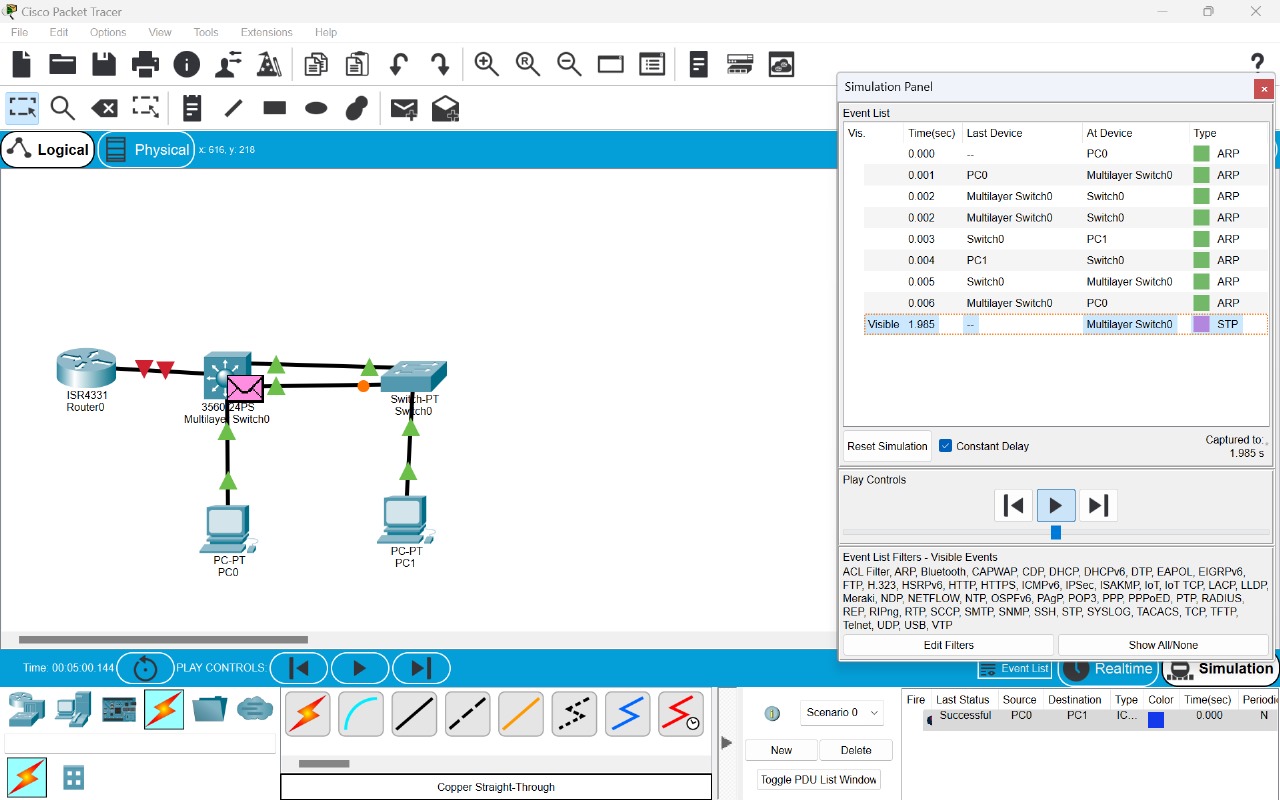 Cisco Packet Tracer
File Edit Options View Tools Extensions Help
?
Logical Physical x: 616, y: 218
Simulation Panel
Event List
Vis. Time(sec) Last Device At Device Type
0.000 -- PC0 ARP
0.001 PC0 Multilayer Switch0 ARP
0.002 Multilayer Switch0 Switch0 ARP
0.002 Multilayer Switch0 Switch0 ARP
0.003 Switch0 PC1 ARP
0.004 PC1 Switch0 ARP
0.005 Switch0 Multilayer Switch0 ARP
0.006 Multilayer Switch0 PC0 ARP
Visible 1.985 -- Multilayer Switch0 STP
Reset Simulation Constant Delay Captured to:
1.985 s
Play Controls
Event List Filters - Visible Events
ACL Filter, ARP, Bluetooth, CAPWAP, CDP, DHCP, DHCPv6, DTP, EAPOL, EIGRPv6,
FTP, H.323, HSRPv6, HTTP, HTTPS, ICMPv6, IPSec, ISAKMP, IoT, IoT TCP, LACP, LLDP,
Meraki, NDP, NETFLOW, NTP, OSPFv6, PAgP, POP3, PPP, PPPoED, PTP, RADIUS,
REP, RIPng, RTP, SCCP, SMTP, SNMP, SSH, STP, SYSLOG, TACACS, TCP, TFTP,
Telnet, UDP, USB, VTP
Edit Filters Show All/None
ISR4331
Router0
3560-24PS
Multilayer Switch0
Switch-PT
Switch0
PC-PT
PC0
PC-PT
PC1
Time: 00:05:00.144 PLAY CONTROLS: Event List Realtime Simulation
Scenario 0
New Delete
Toggle PDU List Window
Copper Straight-Through
Fire Last Status Source Destination Type Color Time(sec) Periodi
Successful PC0 PC1 IC... 0.000 N